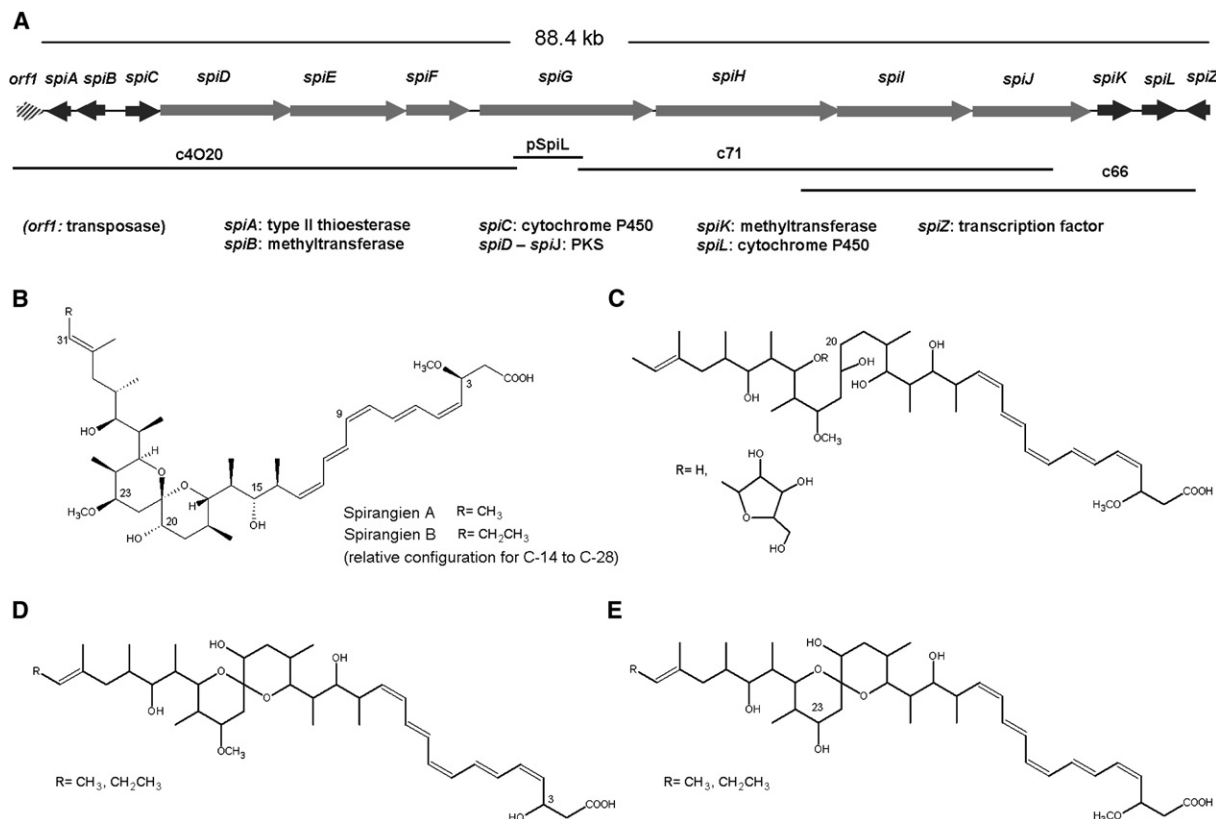 A
88.4 kb
orf1 spiA spiB spiC spiD spiE spiF spiG spiH spiI spiJ spiK spiL spiZ
c4O20 pSpiL c71 c66
(orf1: transposase) spiA: type II thioesterase spiC: cytochrome P450 spiK: methyltransferase spiZ: transcription factor
spiB: methyltransferase spiD – spiJ: PKS spiL: cytochrome P450
B
R
31
HO
H
O
23
H3CO
O
H
20
HO
15
OH
9
H3CO
3
COOH
Spirangien A R= CH3
Spirangien B R= CH2CH3
(relative configuration for C-14 to C-28)
C
20
OR
OH
OH
OH
HO
OCH3
R= H,
HO
OH
O
HO
H3CO
COOH
D
R
HO
O
O
OH
OH
OCH3
R= CH3, CH2CH3
HO
3
COOH
E
R
HO
O
O
OH
OH
23
OH
R= CH3, CH2CH3
H3CO
COOH